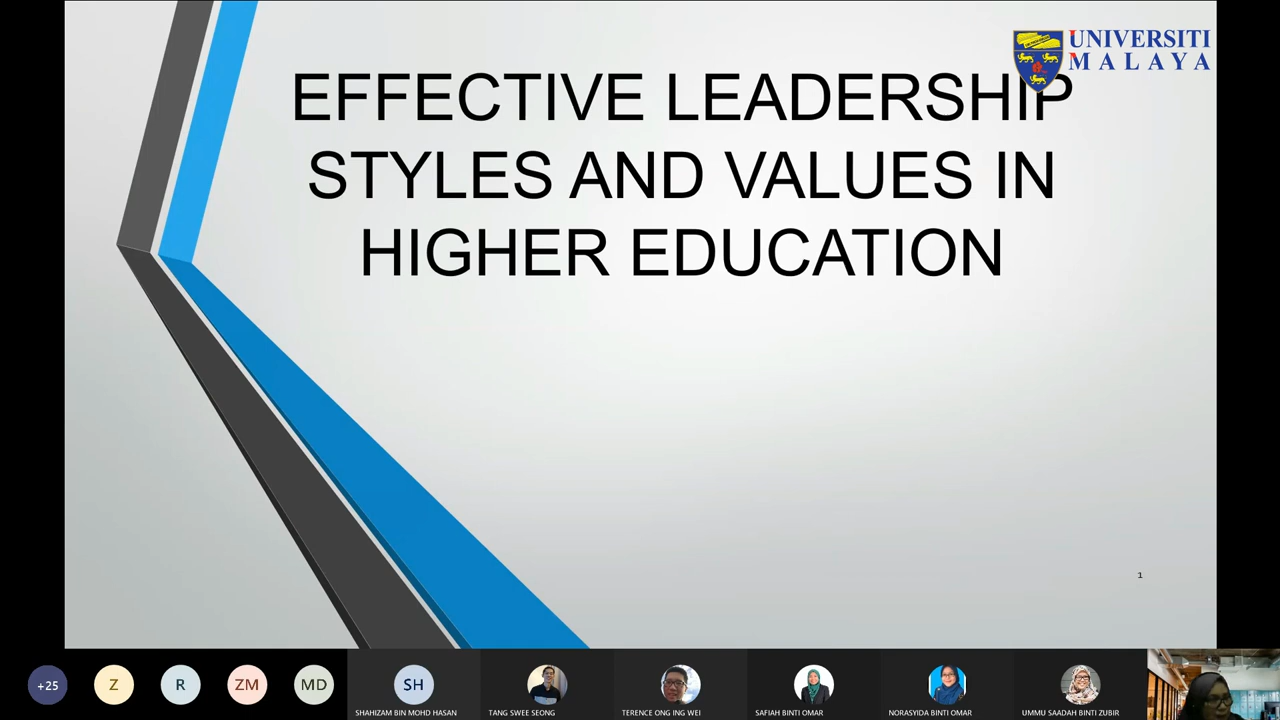 UNIVERSITI
MALAYA
EFFECTIVE LEADERSHIP
STYLES AND VALUES IN
HIGHER EDUCATION
1
+25
Z
R
ZM
MD
SH
SHAHIZAM BIN MOHD HASAN
TANG SWEE SEONG
TERENCE ONG ING WEI
SAFIAH BINTI OMAR
NORASYIDA BINTI OMAR
UMMU SAADAH BINTI ZUBIR